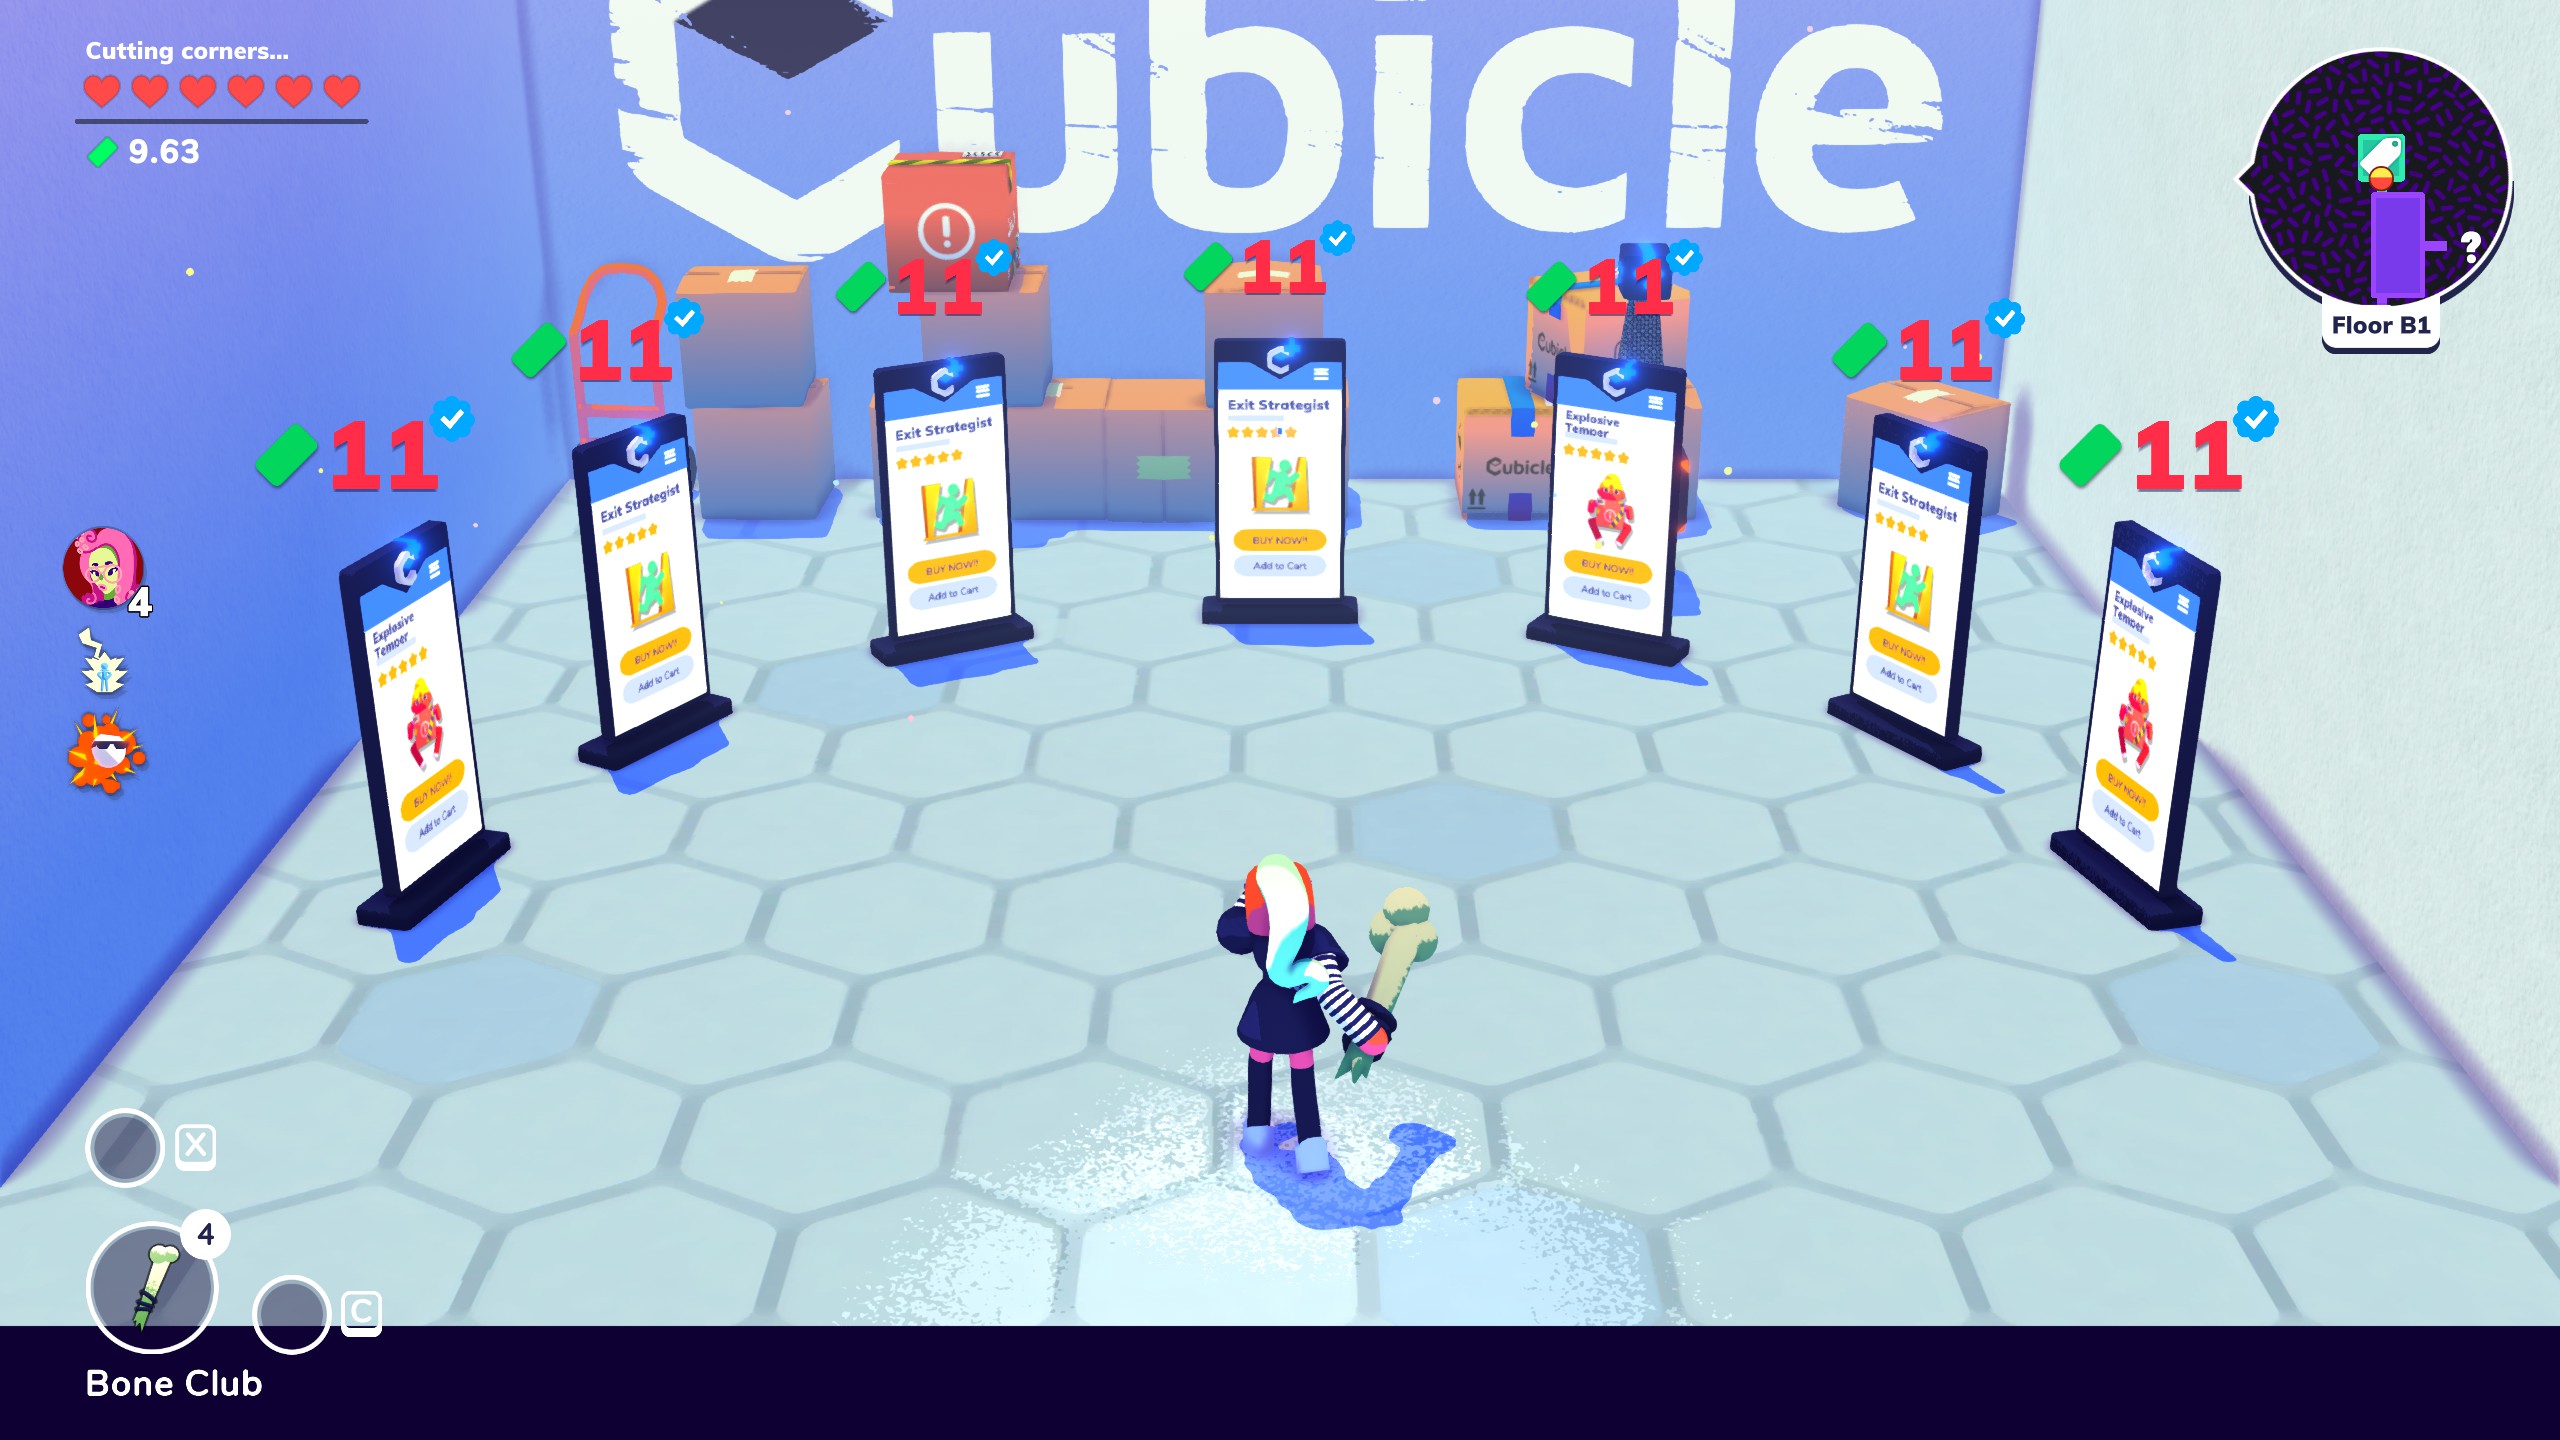 Cutting corners...
9.63
Cubicle
Floor B1
?
11
11
11
11
11
11
11
Explosive
Temper
BUY NOW!!
Add to Cart
Exit Strategist
BUY NOW!!
Add to Cart
Exit Strategist
BUY NOW!!
Add to Cart
Exit Strategist
BUY NOW!!
Add to Cart
Explosive
Temper
BUY NOW!!
Add to Cart
Exit Strategist
BUY NOW!!
Add to Cart
Explosive
Temper
BUY NOW!!
Add to Cart
Cubicle
4
X
4
C
Bone Club